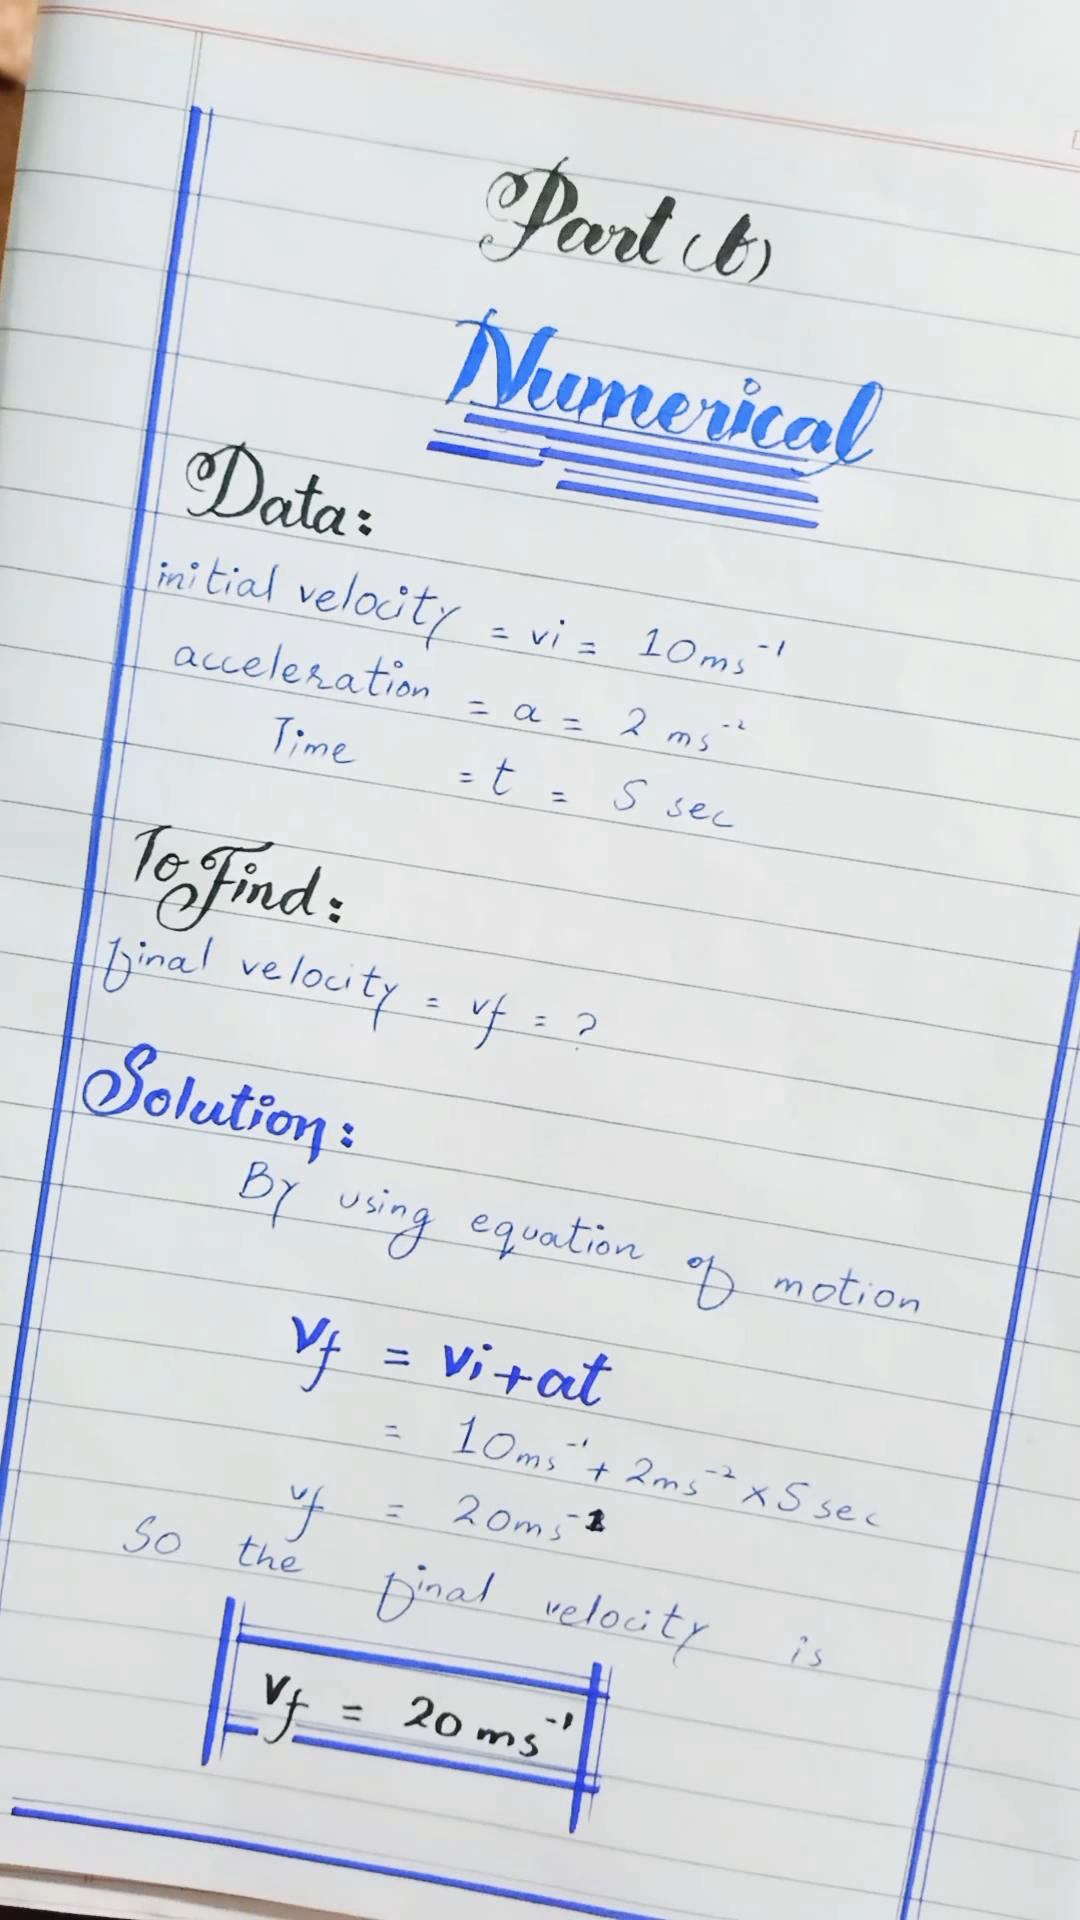 Part (b)
Numerical
Data:
initial velocity = vi = 10ms⁻¹
acceleration = a = 2 ms⁻²
Time = t = 5 sec
To Find:
final velocity = vf = ?
Solution:
By using equation of motion
Vf = vi+at
= 10ms⁻¹ + 2ms⁻² × 5 sec
vf = 20ms⁻¹
So the final velocity is
Vf = 20 ms⁻¹